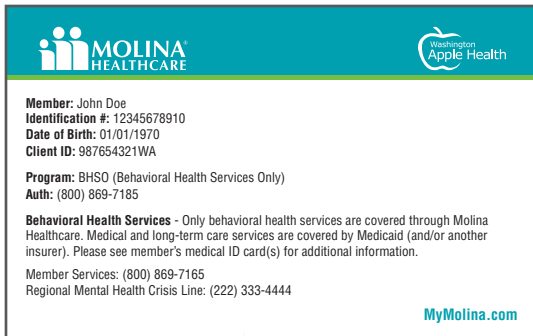 MOLINA®
HEALTHCARE
Washington
Apple Health
Member: John Doe
Identification #: 12345678910
Date of Birth: 01/01/1970
Client ID: 987654321WA
Program: BHSO (Behavioral Health Services Only)
Auth: (800) 869-7185
Behavioral Health Services - Only behavioral health services are covered through Molina
Healthcare. Medical and long-term care services are covered by Medicaid (and/or another
insurer). Please see member’s medical ID card(s) for additional information.
Member Services: (800) 869-7165
Regional Mental Health Crisis Line: (222) 333-4444
MyMolina.com